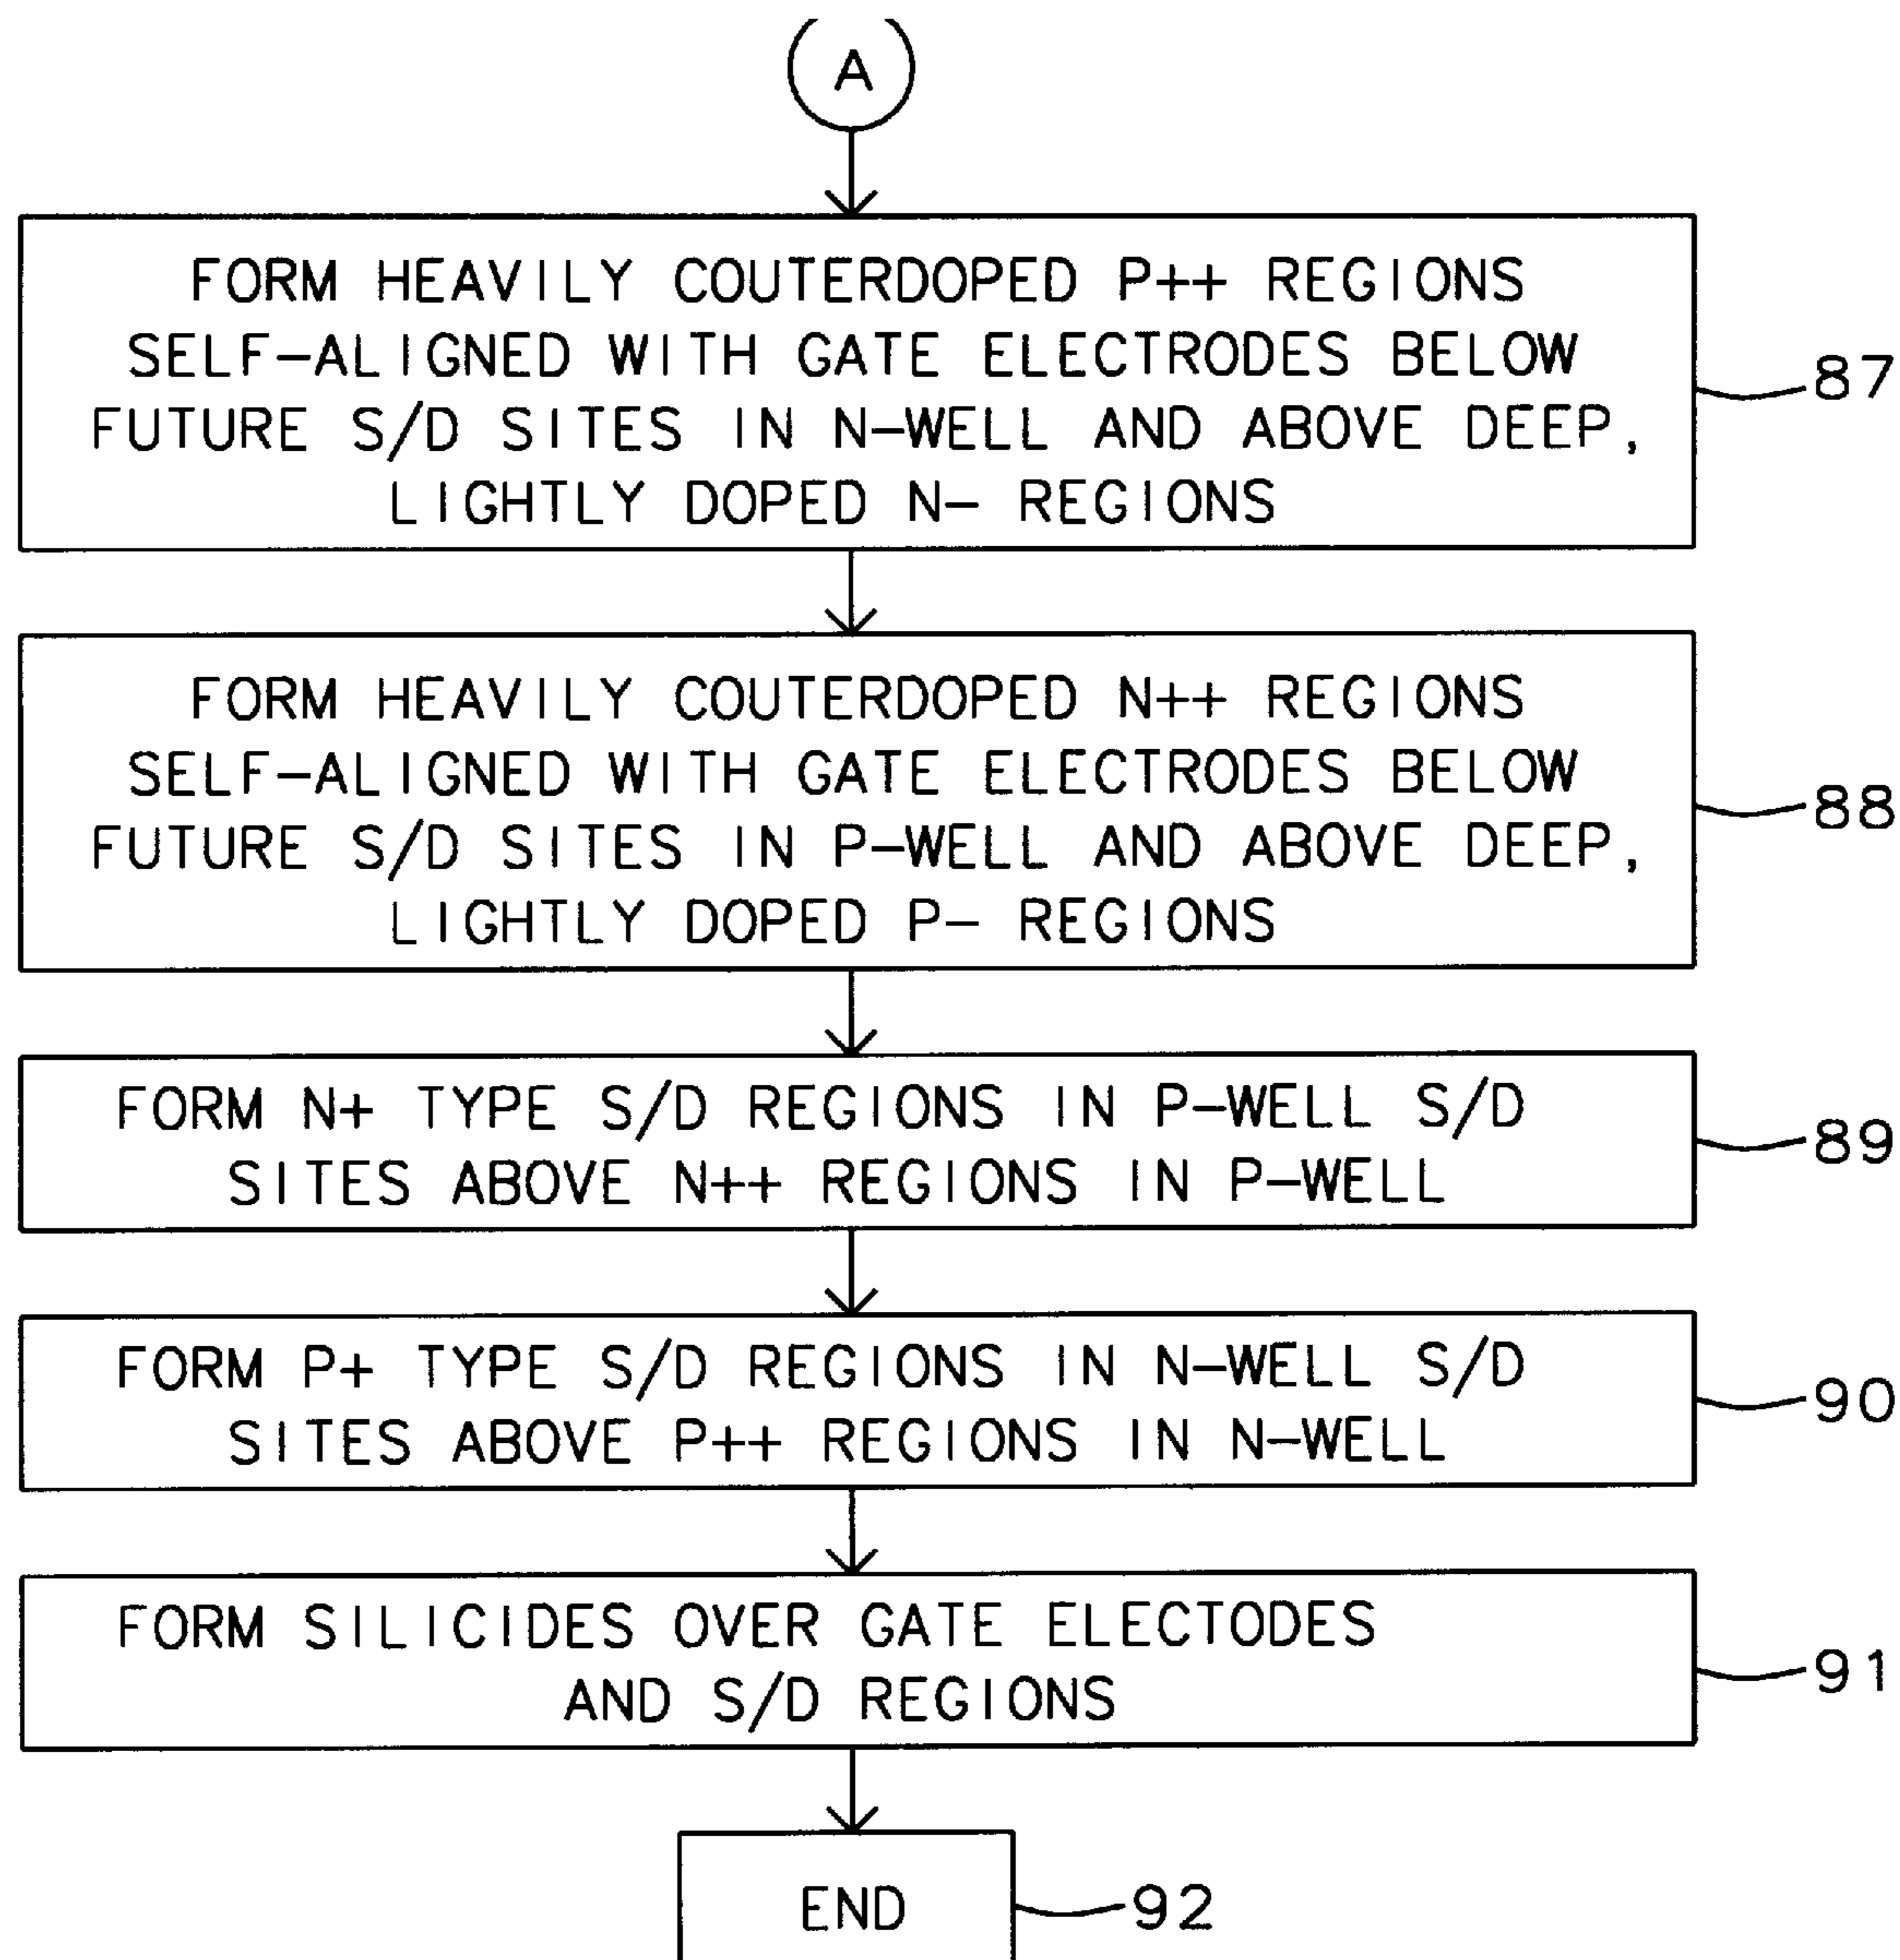 A
FORM HEAVILY COUTERDOPED P++ REGIONS
SELF-ALIGNED WITH GATE ELECTRODES BELOW
FUTURE S/D SITES IN N-WELL AND ABOVE DEEP,
LIGHTLY DOPED N- REGIONS
87
FORM HEAVILY COUTERDOPED N++ REGIONS
SELF-ALIGNED WITH GATE ELECTRODES BELOW
FUTURE S/D SITES IN P-WELL AND ABOVE DEEP,
LIGHTLY DOPED P- REGIONS
88
FORM N+ TYPE S/D REGIONS IN P-WELL S/D
SITES ABOVE N++ REGIONS IN P-WELL
89
FORM P+ TYPE S/D REGIONS IN N-WELL S/D
SITES ABOVE P++ REGIONS IN N-WELL
90
FORM SILICIDES OVER GATE ELECTODES
AND S/D REGIONS
91
END
92